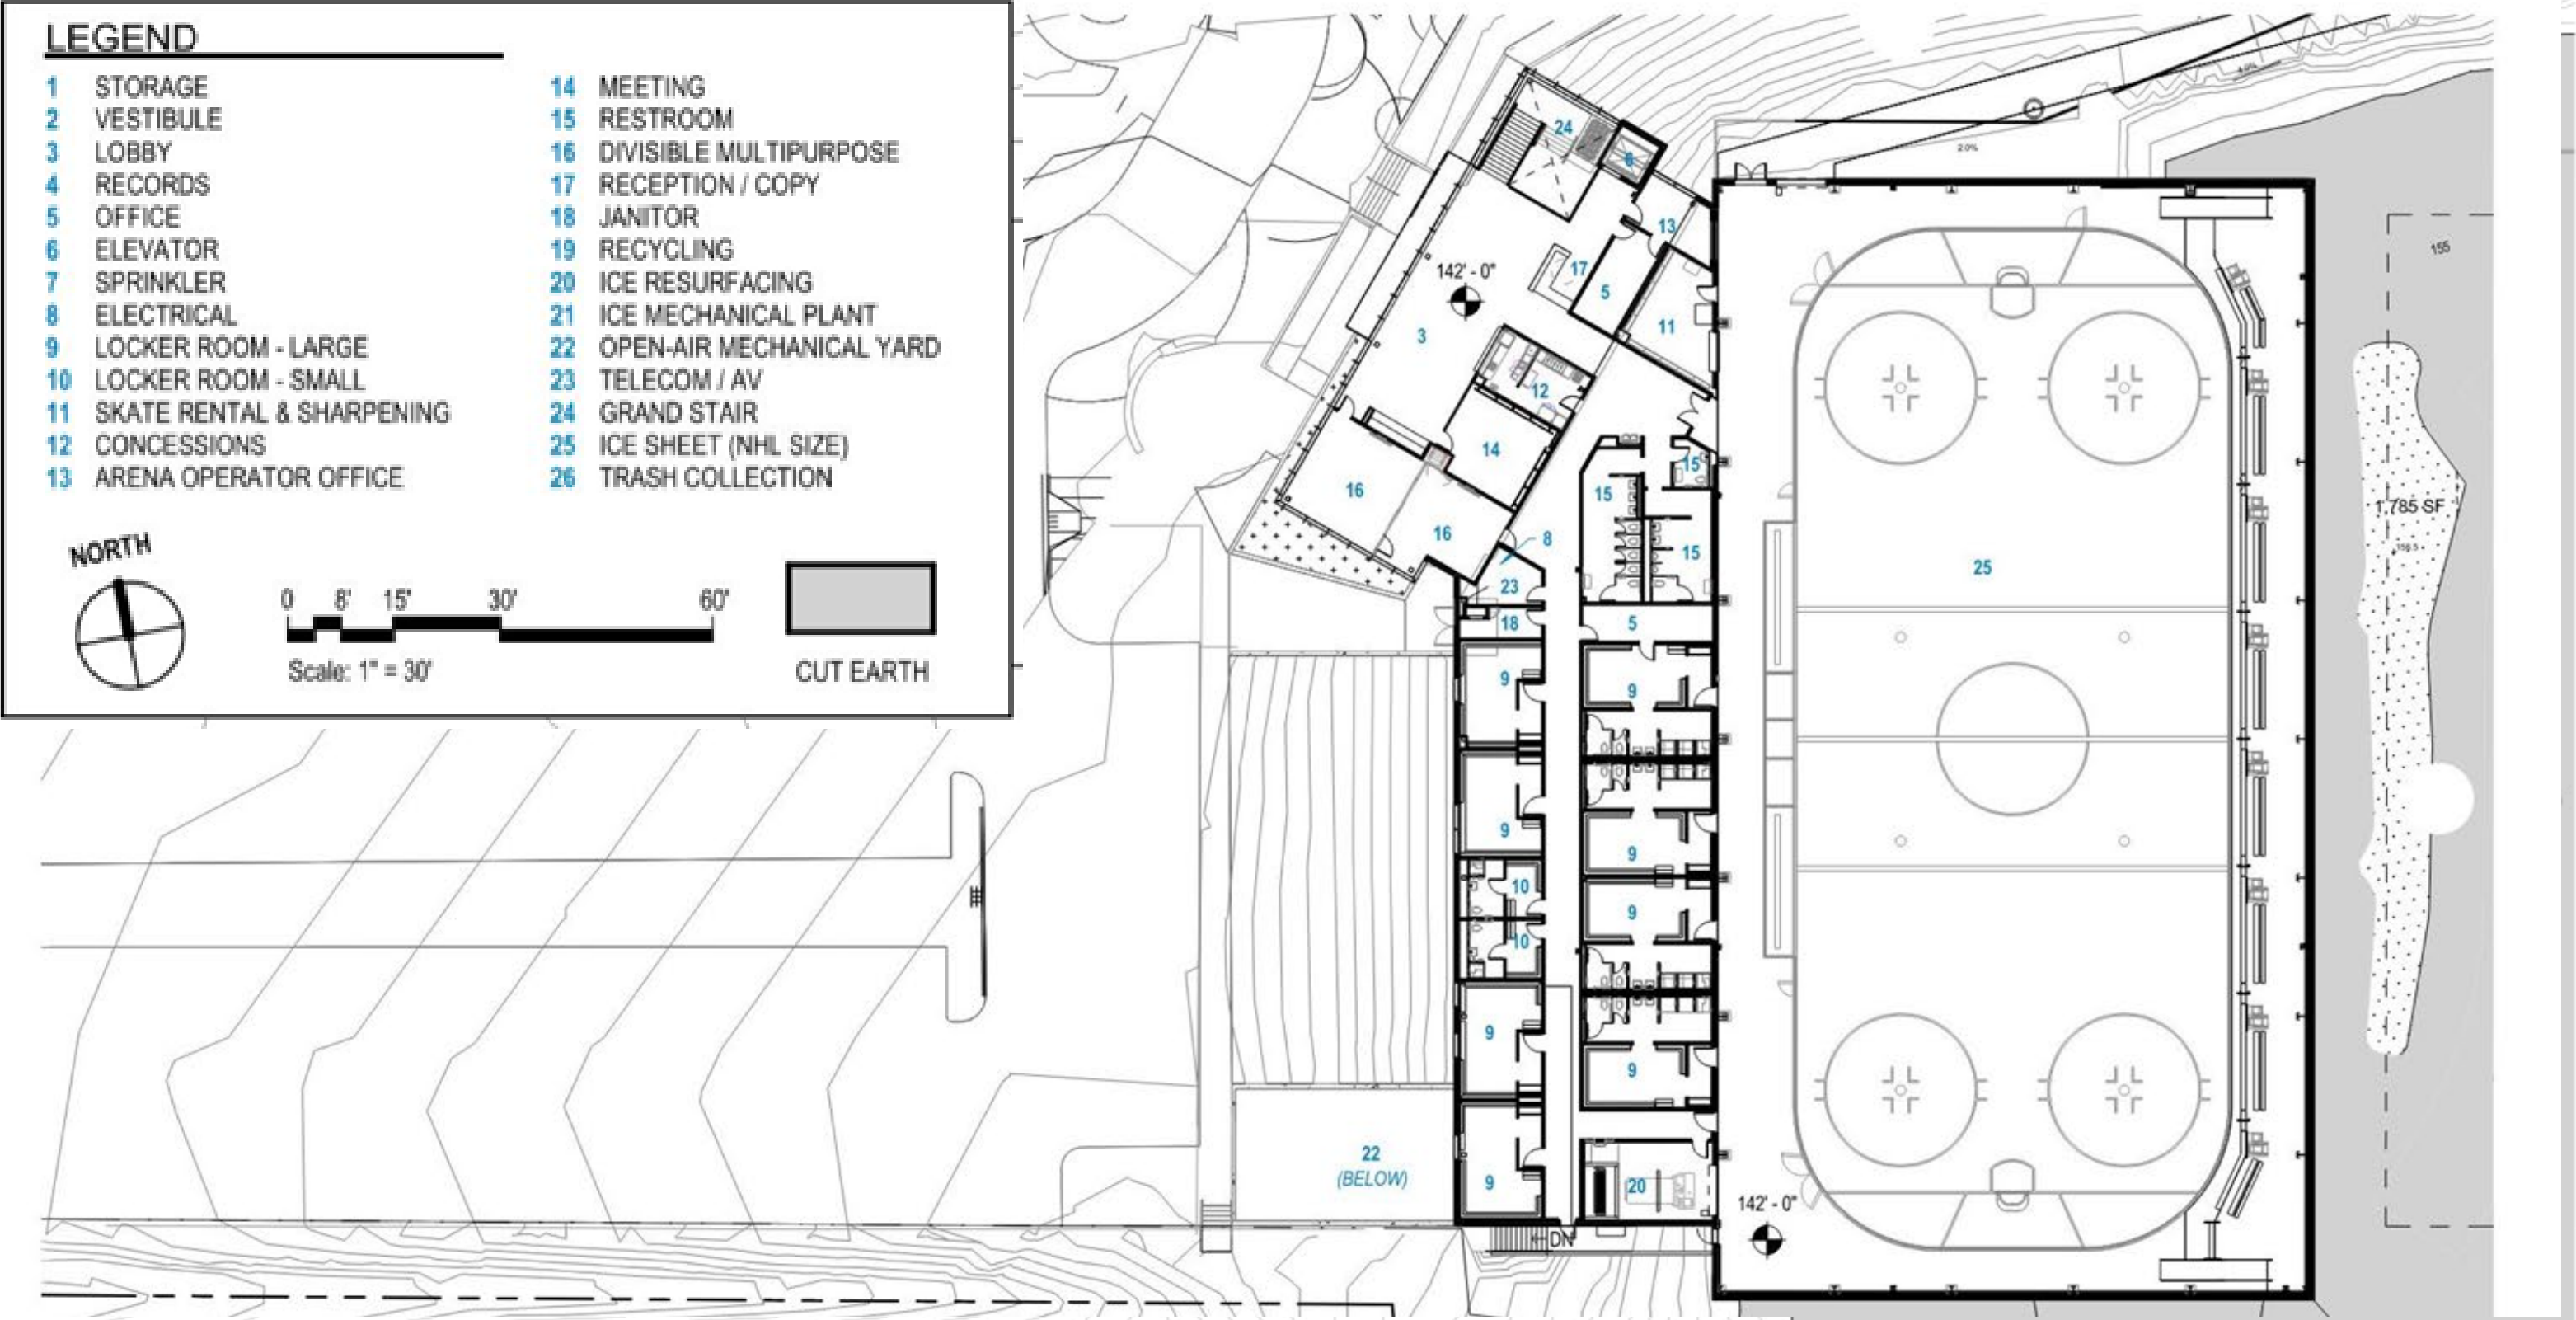 LEGEND
1 STORAGE
2 VESTIBULE
3 LOBBY
4 RECORDS
5 OFFICE
6 ELEVATOR
7 SPRINKLER
8 ELECTRICAL
9 LOCKER ROOM - LARGE
10 LOCKER ROOM - SMALL
11 SKATE RENTAL & SHARPENING
12 CONCESSIONS
13 ARENA OPERATOR OFFICE
14 MEETING
15 RESTROOM
16 DIVISIBLE MULTIPURPOSE
17 RECEPTION / COPY
18 JANITOR
19 RECYCLING
20 ICE RESURFACING
21 ICE MECHANICAL PLANT
22 OPEN-AIR MECHANICAL YARD
23 TELECOM / AV
24 GRAND STAIR
25 ICE SHEET (NHL SIZE)
26 TRASH COLLECTION
NORTH
0 8' 15' 30' 60'
Scale: 1" = 30'
CUT EARTH
4.0%
24
2.0%
6
13
155
17
142' - 0"
5
11
3
12
14
15
16
15
1,785 SF
16
8
15
25
23
18
5
9
9
9
9
10
9
10
9
9
22
(BELOW)
9
20
142' - 0"
DN